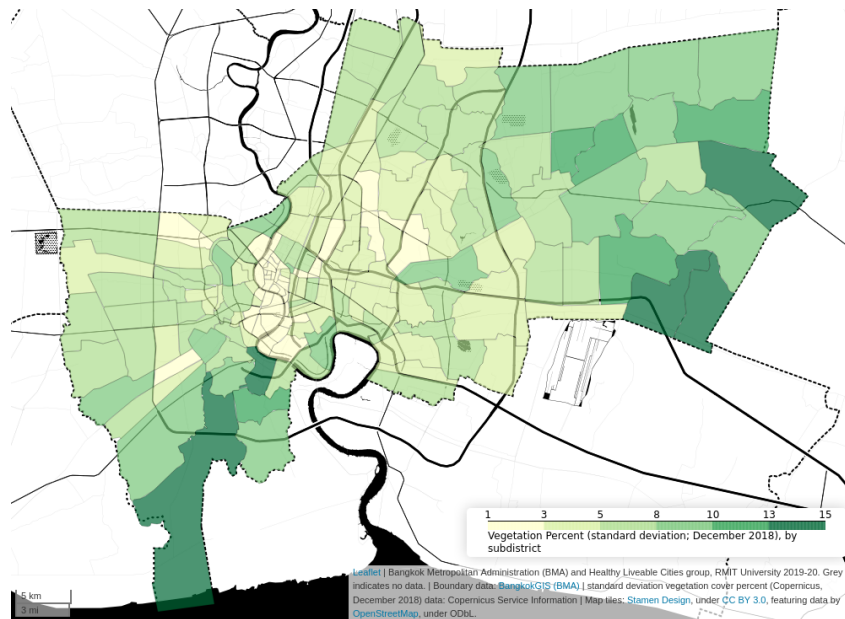 1 3 5 8 10 13 15
Vegetation Percent (standard deviation; December 2018), by
subdistrict
Leaflet | Bangkok Metropolitan Administration (BMA) and Healthy Liveable Cities group, RMIT University 2019-20. Grey
indicates no data. | Boundary data: BangkokGIS (BMA) | standard deviation vegetation cover percent (Copernicus,
December 2018) data: Copernicus Service Information | Map tiles: Stamen Design, under CC BY 3.0, featuring data by
OpenStreetMap, under ODbL.
5 km
3 mi